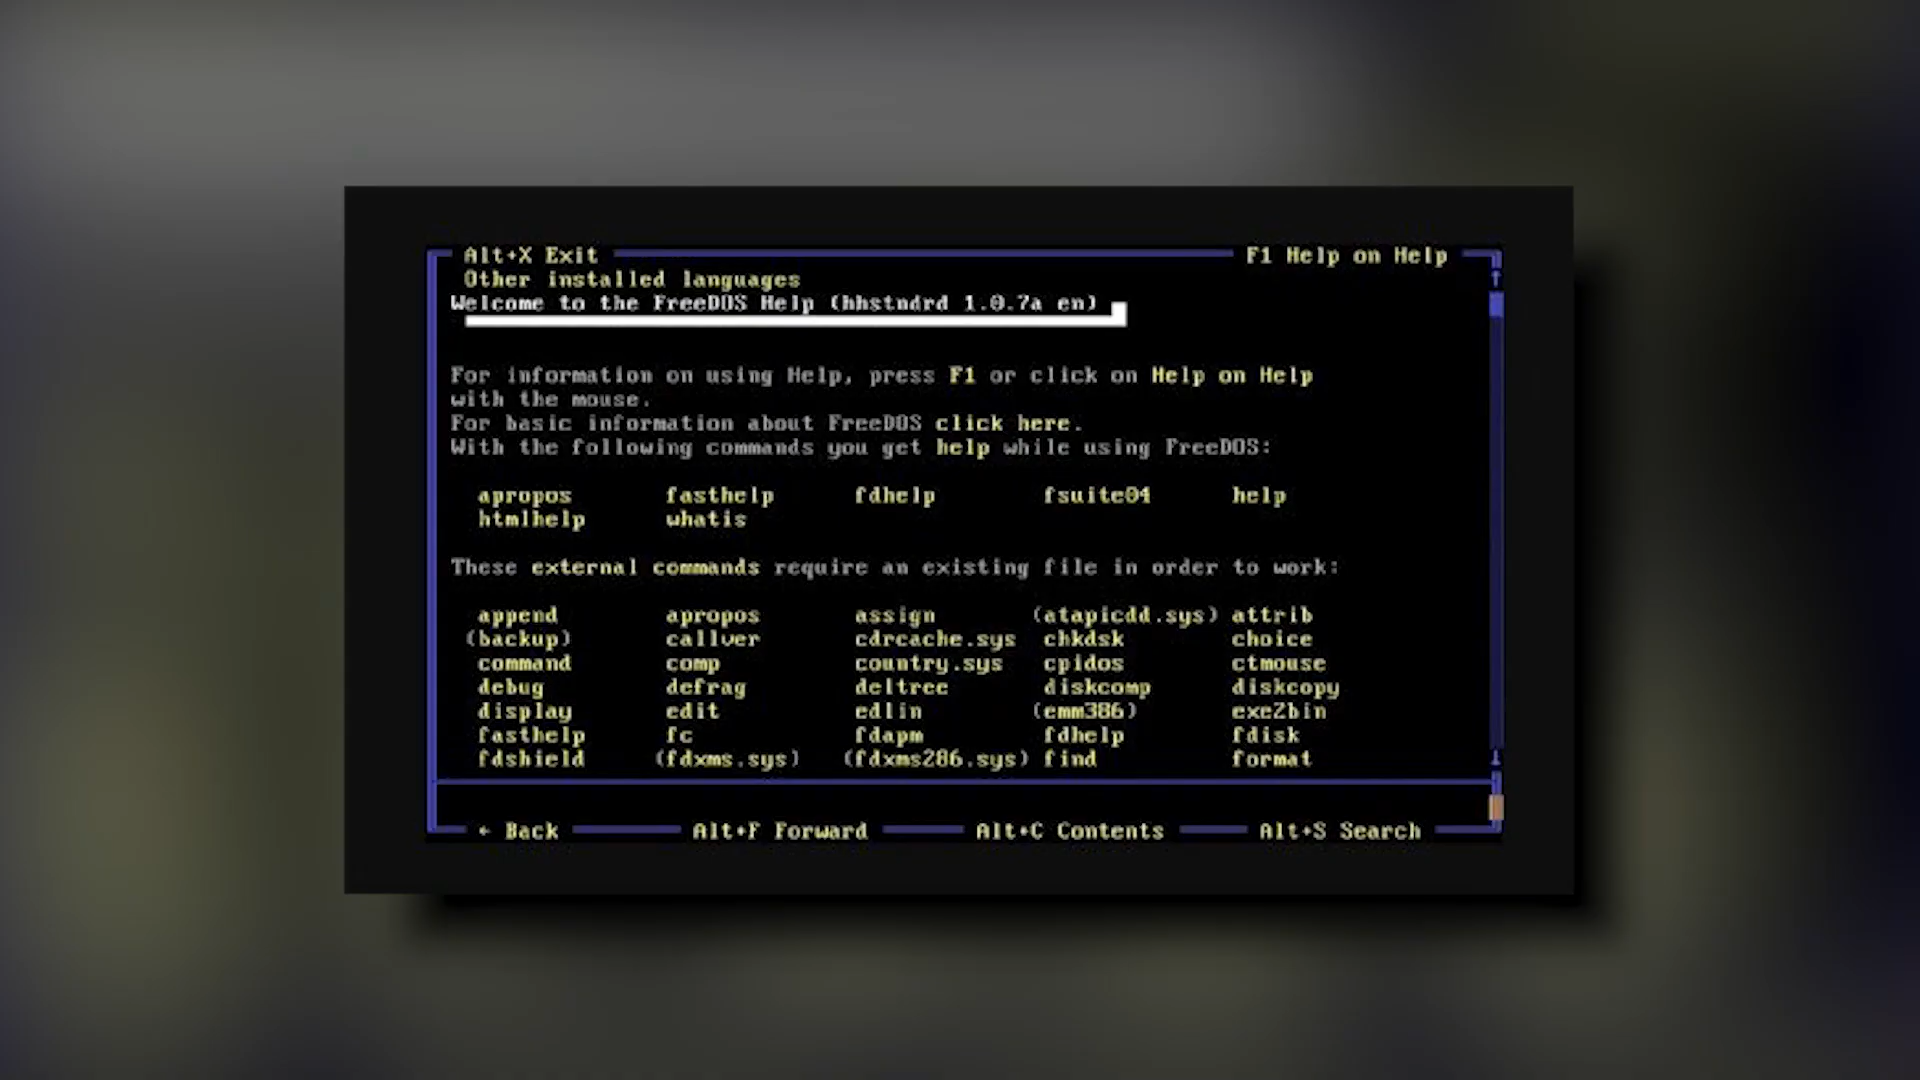 Alt+X Exit F1 Help on Help
Other installed languages
Welcome to the FreeDOS Help (hhstndrd 1.0.7a en)
For information on using Help, press F1 or click on Help on Help
with the mouse.
For basic information about FreeDOS click here.
With the following commands you get help while using FreeDOS:
apropos fasthelp fdhelp fsuite04 help
htmlhelp whatis
These external commands require an existing file in order to work:
append apropos assign (atapicdd.sys) attrib
(backup) callver cdrcache.sys chkdsk choice
command comp country.sys cpidos ctmouse
debug defrag deltree diskcomp diskcopy
display edit edlin (emm386) exe2bin
fasthelp fc fdapm fdhelp fdisk
fdshield (fdxms.sys) (fdxms286.sys) find format
← Back Alt+F Forward Alt+C Contents Alt+S Search